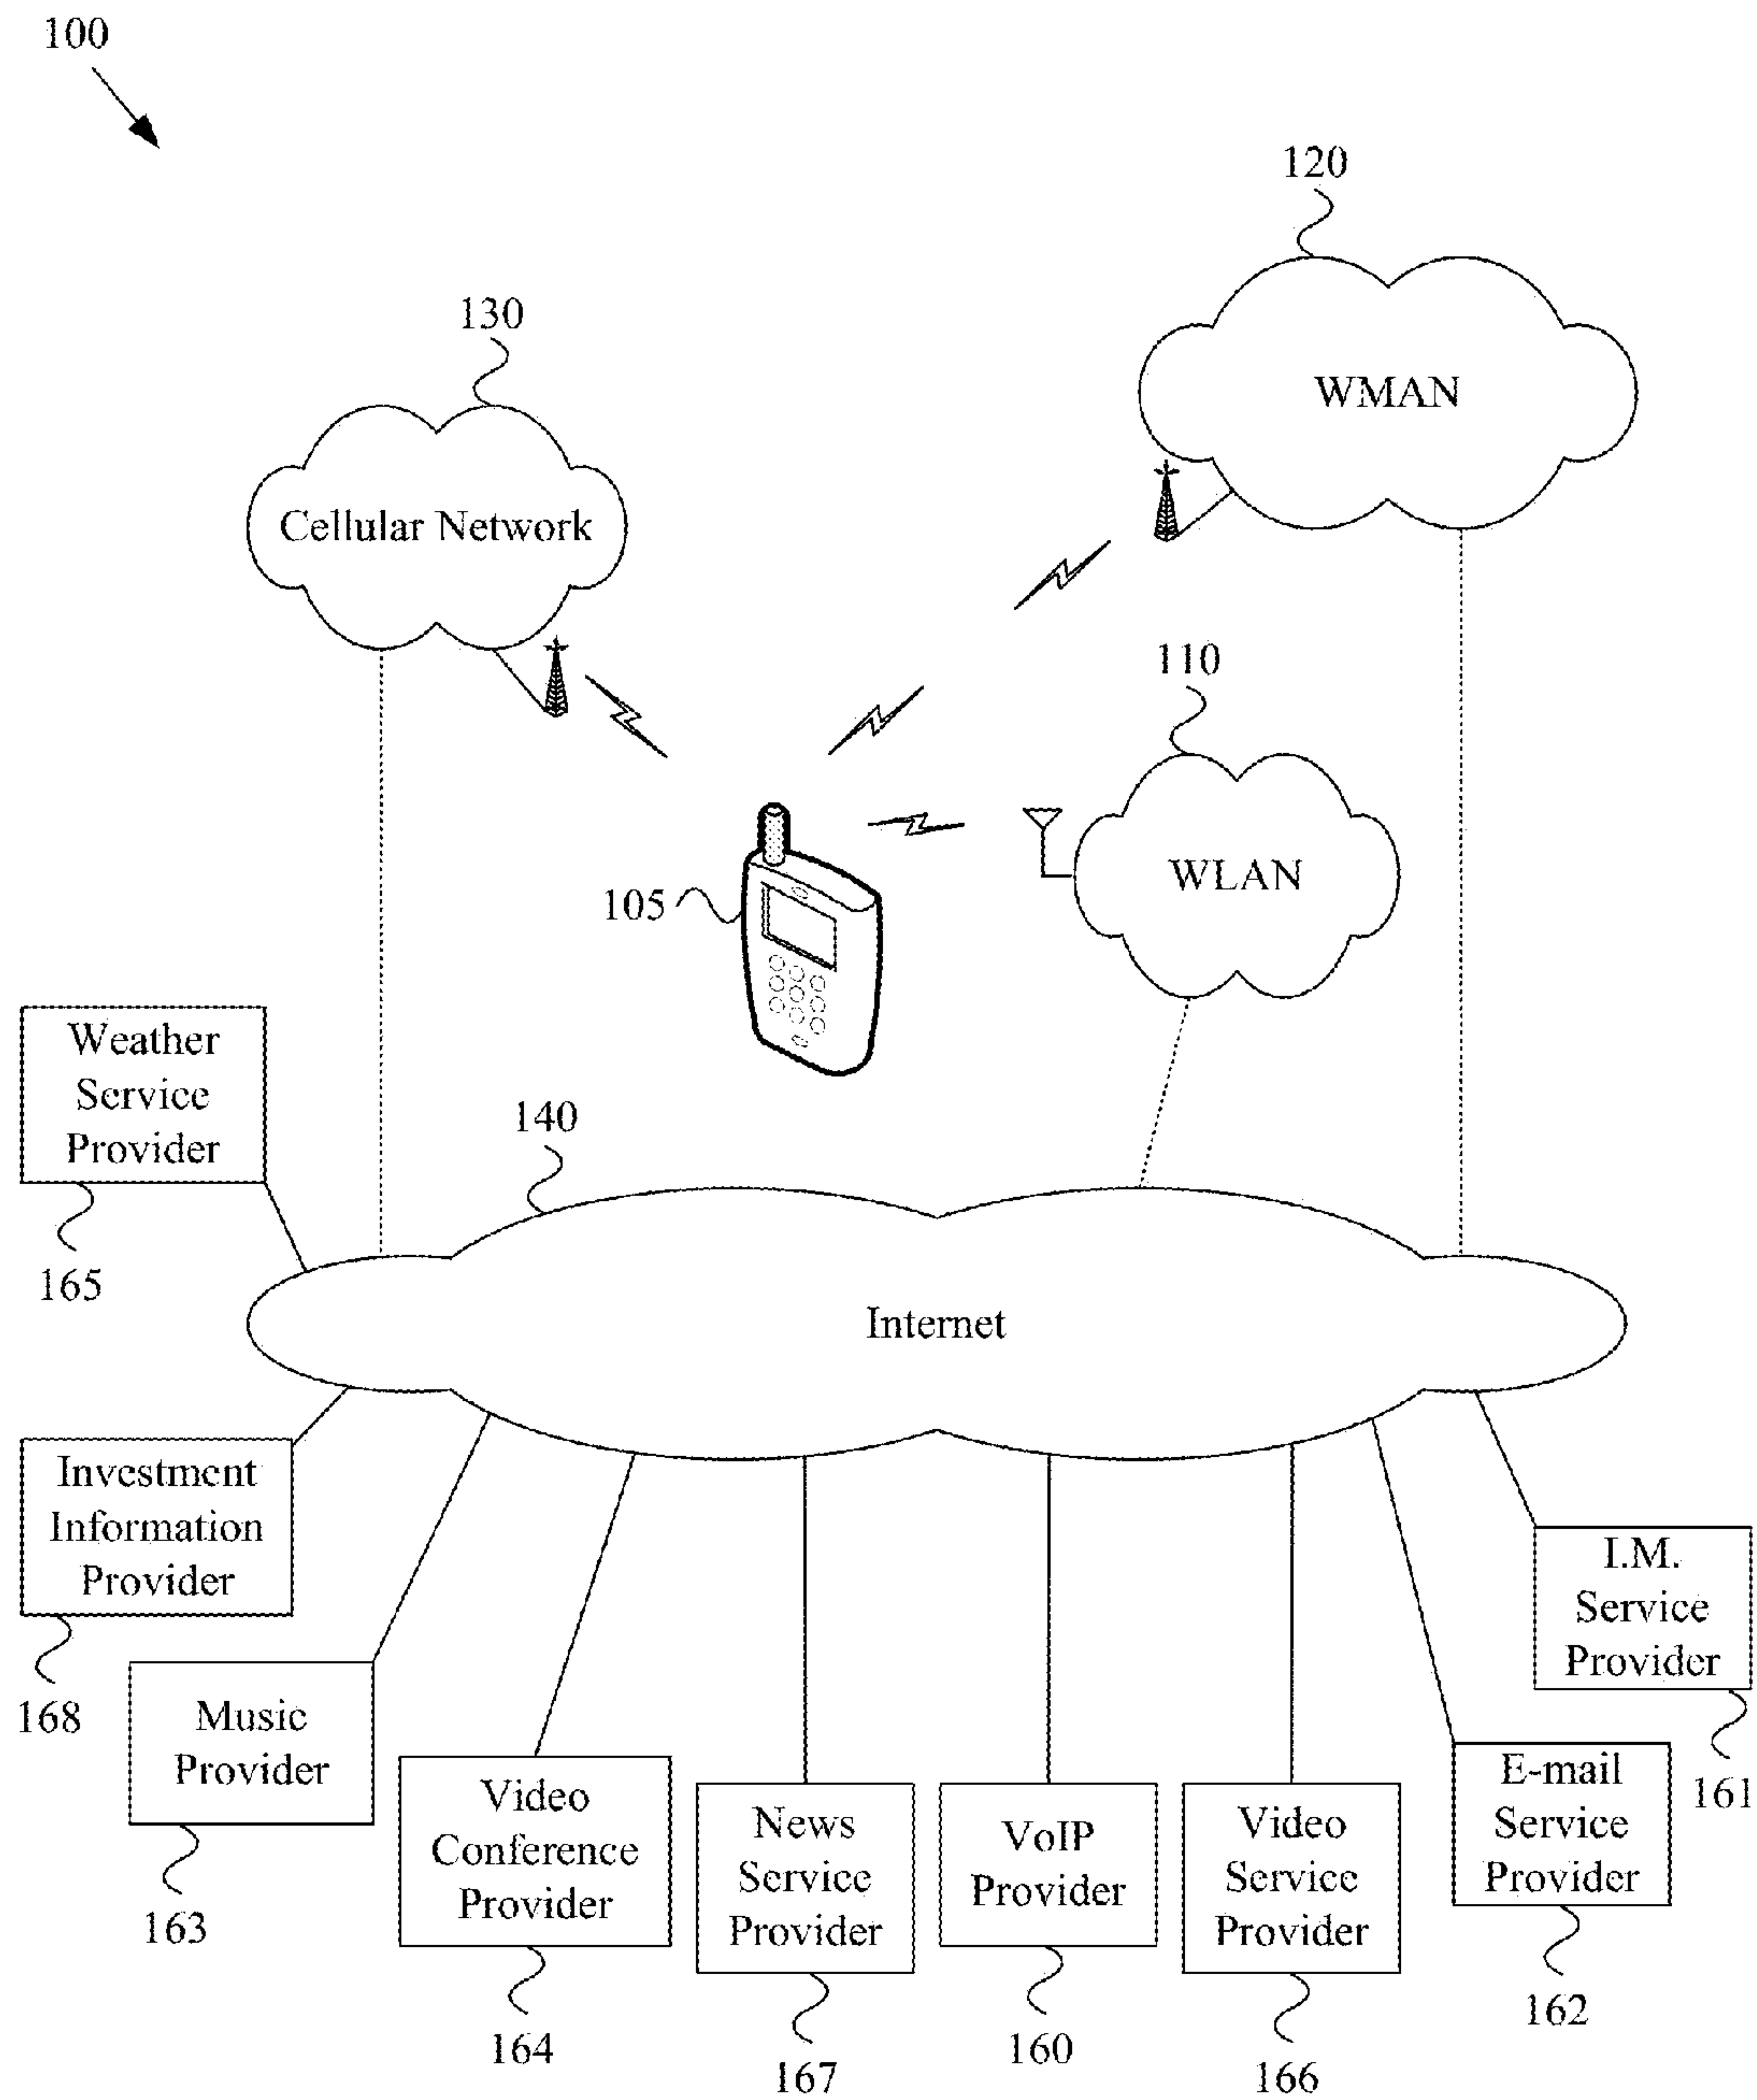 100
120
130
WMAN
Cellular Network
110
WLAN
105
Weather
Service
Provider
140
165
Internet
Investment
Information
Provider
I.M.
Service
Provider
168
Music
Provider
161
Video
Conference
Provider
News
Service
Provider
VoIP
Provider
Video
Service
Provider
E-mail
Service
Provider
163
164
167
160
166
162